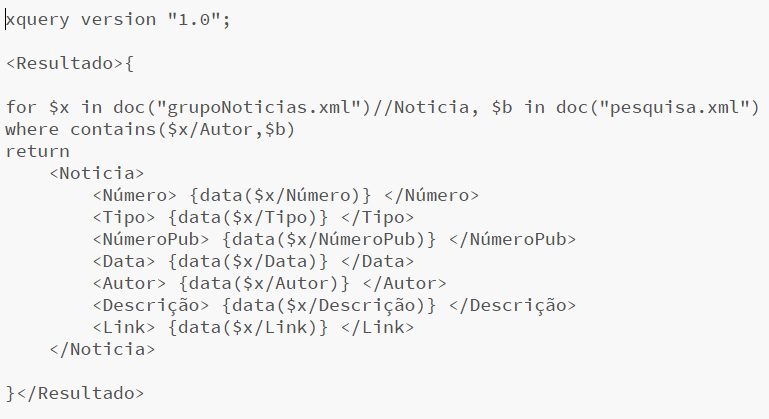 xquery version "1.0";
<Resultado>{
for $x in doc("grupoNoticias.xml")//Noticia, $b in doc("pesquisa.xml")
where contains($x/Autor,$b)
return
    <Noticia>
        <Número> {data($x/Número)} </Número>
        <Tipo> {data($x/Tipo)} </Tipo>
        <NúmeroPub> {data($x/NúmeroPub)} </NúmeroPub>
        <Data> {data($x/Data)} </Data>
        <Autor> {data($x/Autor)} </Autor>
        <Descrição> {data($x/Descrição)} </Descrição>
        <Link> {data($x/Link)} </Link>
    </Noticia>
}</Resultado>